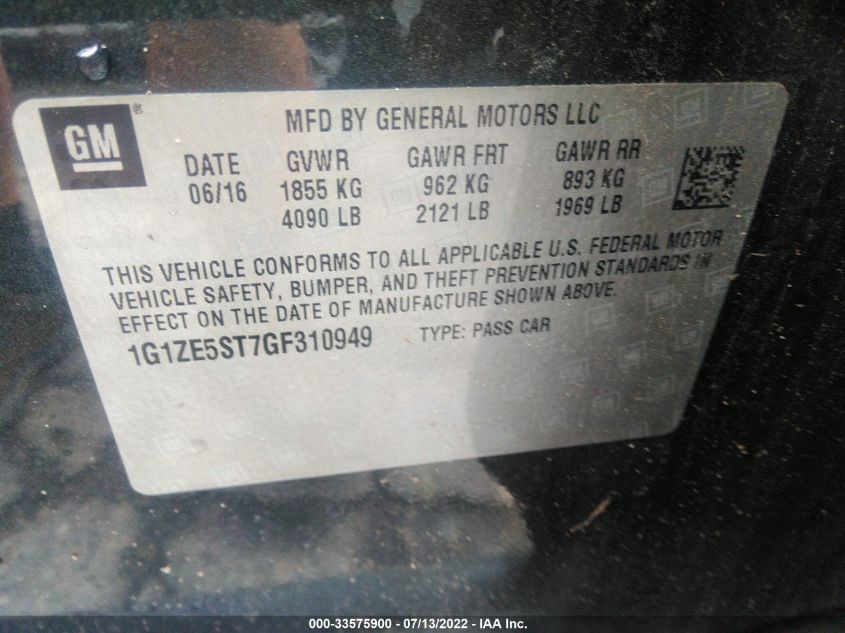 GM ®
MFD BY GENERAL MOTORS LLC
DATE GVWR GAWR FRT GAWR RR
06/16 1855 KG 962 KG 893 KG
4090 LB 2121 LB 1969 LB
THIS VEHICLE CONFORMS TO ALL APPLICABLE U.S. FEDERAL MOTOR
VEHICLE SAFETY, BUMPER, AND THEFT PREVENTION STANDARDS IN
EFFECT ON THE DATE OF MANUFACTURE SHOWN ABOVE.
1G1ZE5ST7GF310949 TYPE: PASS CAR
000-33575900 - 07/13/2022 - IAA Inc.